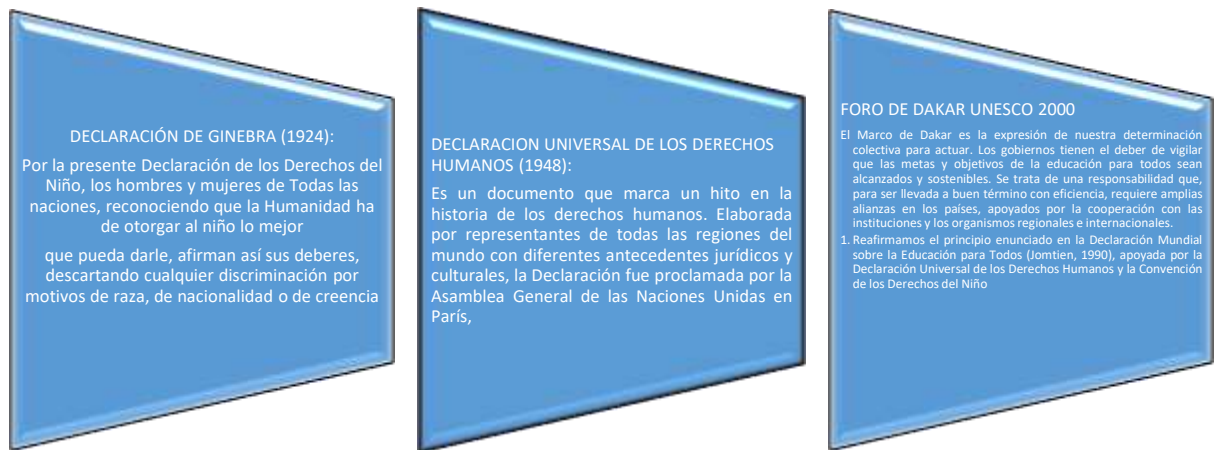 DECLARACIÓN DE GINEBRA (1924):
Por la presente Declaración de los Derechos del
Niño, los hombres y mujeres de Todas las
naciones, reconociendo que la Humanidad ha
de otorgar al niño lo mejor
que pueda darle, afirman así sus deberes,
descartando cualquier discriminación por
motivos de raza, de nacionalidad o de creencia
DECLARACION UNIVERSAL DE LOS DERECHOS
HUMANOS (1948):
Es un documento que marca un hito en la
historia de los derechos humanos. Elaborada
por representantes de todas las regiones del
mundo con diferentes antecedentes jurídicos y
culturales, la Declaración fue proclamada por la
Asamblea General de las Naciones Unidas en
París,
FORO DE DAKAR UNESCO 2000
El Marco de Dakar es la expresión de nuestra determinación
colectiva para actuar. Los gobiernos tienen el deber de vigilar
que las metas y objetivos de la educación para todos sean
alcanzados y sostenibles. Se trata de una responsabilidad que,
para ser llevada a buen término con eficiencia, requiere amplias
alianzas en los países, apoyados por la cooperación con las
instituciones y los organismos regionales e internacionales.
1. Reafirmamos el principio enunciado en la Declaración Mundial
sobre la Educación para Todos (Jomtien, 1990), apoyada por la
Declaración Universal de los Derechos Humanos y la Convención
de los Derechos del Niño